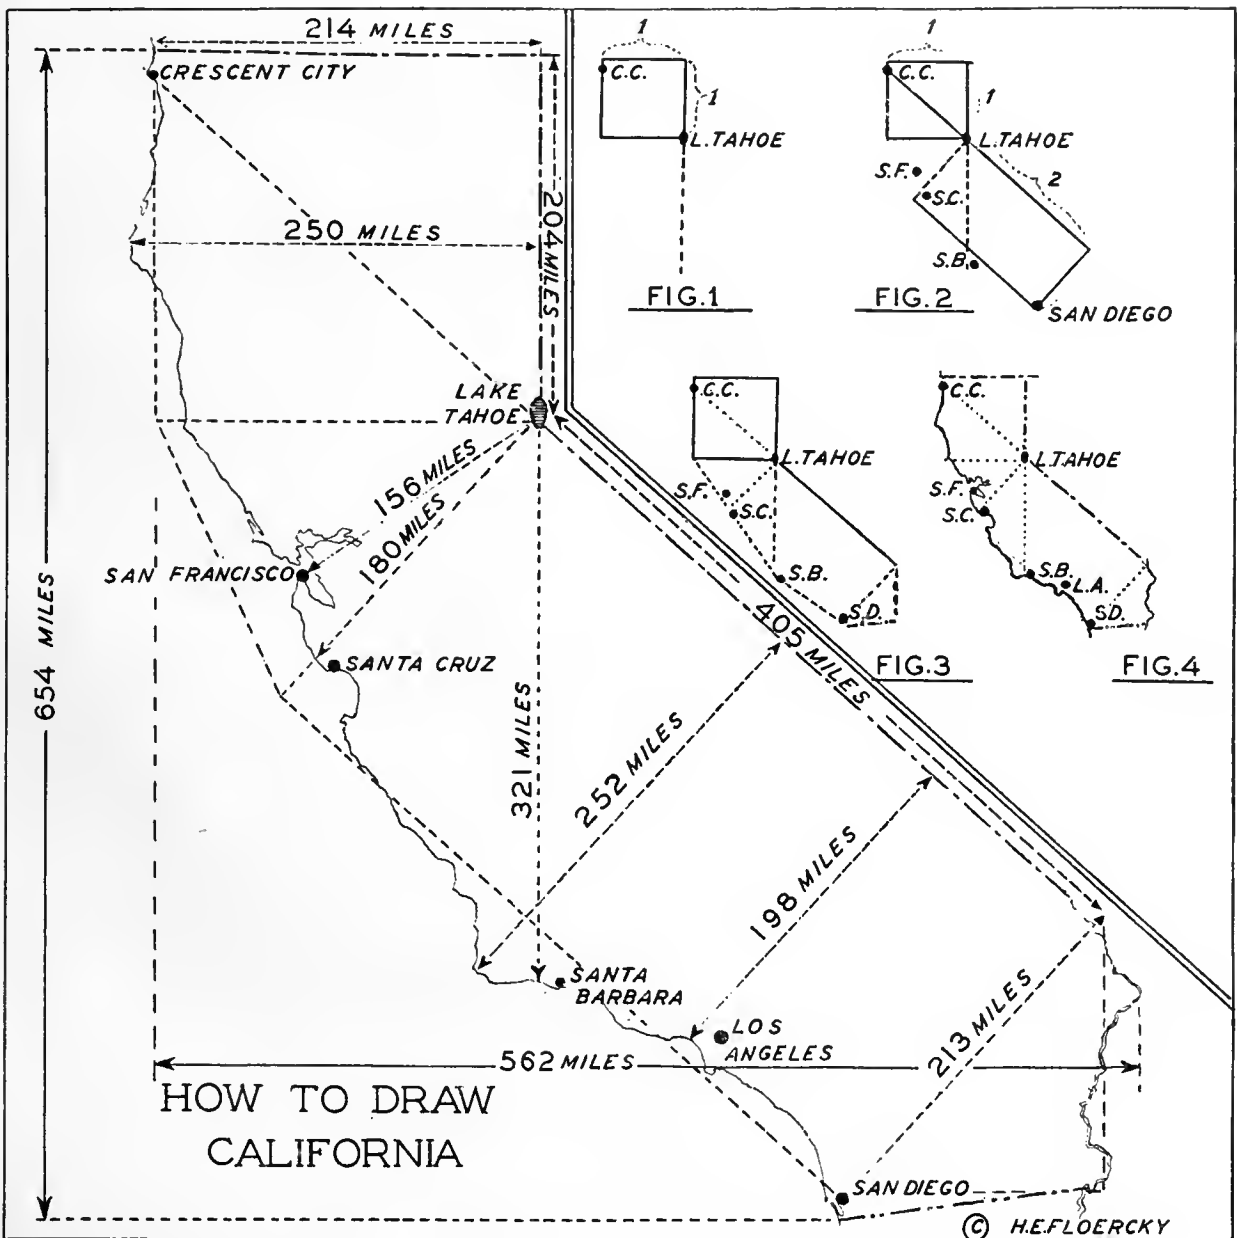 214 MILES
CRESCENT CITY
250 MILES
204 MILES
LAKE
TAHOE
156 MILES
180 MILES
SAN FRANCISCO
SANTA CRUZ
654 MILES
321 MILES
252 MILES
405 MILES
198 MILES
213 MILES
SANTA
BARBARA
LOS
ANGELES
562 MILES
SAN DIEGO
HOW TO DRAW
CALIFORNIA
© H.E.FLOERCKY
1
C.C.
1
L.TAHOE
FIG.1
1
C.C.
1
L.TAHOE
S.F.
2
S.C.
S.B.
SAN DIEGO
FIG.2
C.C.
L.TAHOE
S.F.
S.C.
S.B.
S.D.
FIG.3
C.C.
L.TAHOE
S.F.
S.C.
S.B.
L.A.
S.D.
FIG.4